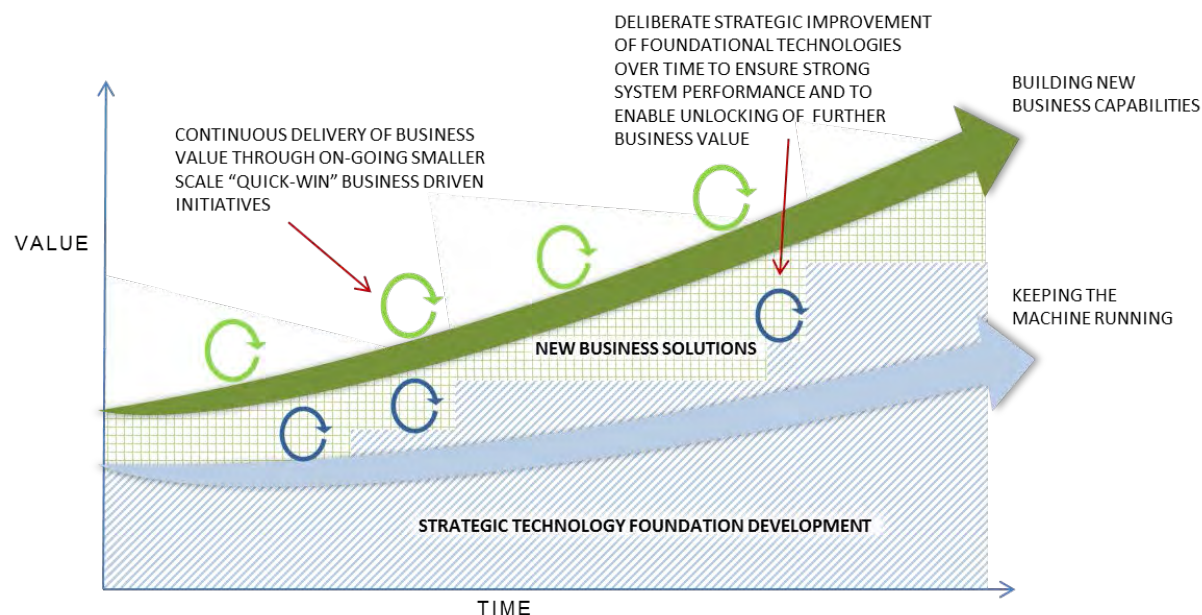 DELIBERATE STRATEGIC IMPROVEMENT
OF FOUNDATIONAL TECHNOLOGIES
OVER TIME TO ENSURE STRONG
SYSTEM PERFORMANCE AND TO
ENABLE UNLOCKING OF FURTHER
BUSINESS VALUE
BUILDING NEW
BUSINESS CAPABILITIES
CONTINUOUS DELIVERY OF BUSINESS
VALUE THROUGH ON-GOING SMALLER
SCALE “QUICK-WIN” BUSINESS DRIVEN
INITIATIVES
VALUE
KEEPING THE
MACHINE RUNNING
NEW BUSINESS SOLUTIONS
STRATEGIC TECHNOLOGY FOUNDATION DEVELOPMENT
TIME